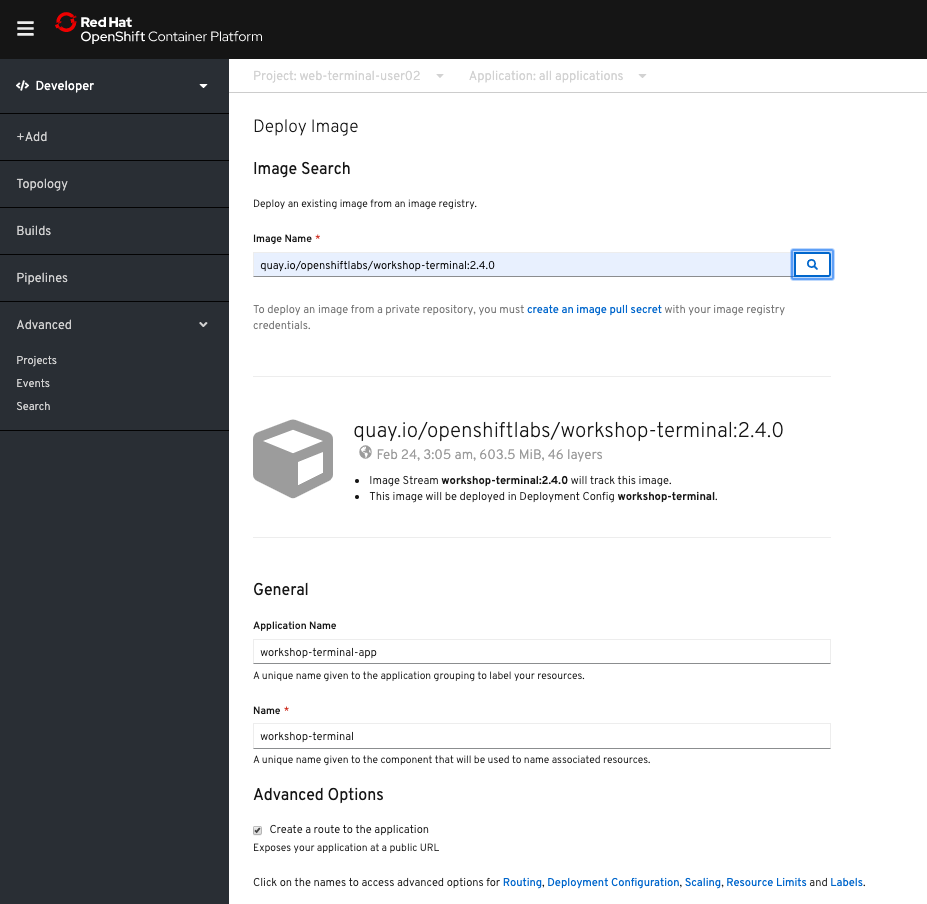 Red Hat
OpenShift Container Platform
Developer
+Add
Topology
Builds
Pipelines
Advanced
Projects
Events
Search
Project: web-terminal-user02
Application: all applications
Deploy Image
Image Search
Deploy an existing image from an image registry.
Image Name *
quay.io/openshiftlabs/workshop-terminal:2.4.0
To deploy an image from a private repository, you must create an image pull secret with your image registry
credentials.
quay.io/openshiftlabs/workshop-terminal:2.4.0
Feb 24, 3:05 am, 603.5 MiB, 46 layers
Image Stream workshop-terminal:2.4.0 will track this image.
This image will be deployed in Deployment Config workshop-terminal.
General
Application Name
workshop-terminal-app
A unique name given to the application grouping to label your resources.
Name *
workshop-terminal
A unique name given to the component that will be used to name associated resources.
Advanced Options
Create a route to the application
Exposes your application at a public URL
Click on the names to access advanced options for Routing, Deployment Configuration, Scaling, Resource Limits and Labels.